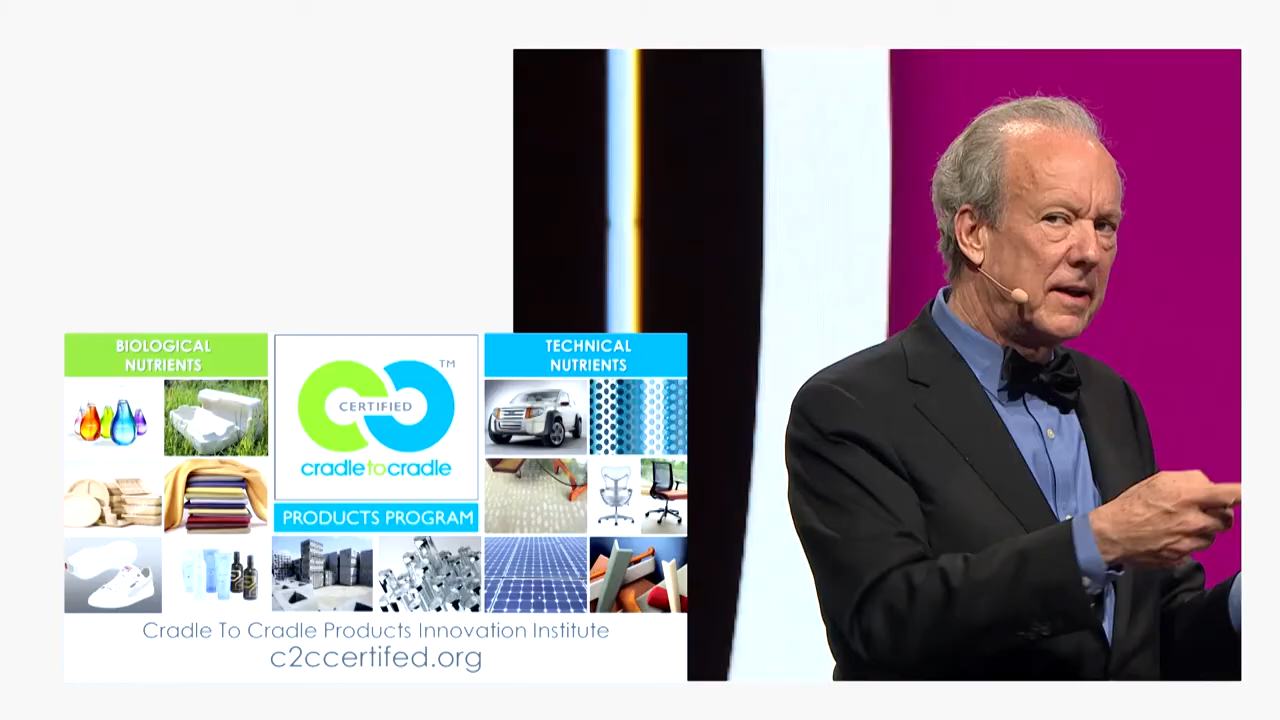 BIOLOGICAL
NUTRIENTS
TM
CERTIFIED
cradletocradle
PRODUCTS PROGRAM
TECHNICAL
NUTRIENTS
Cradle To Cradle Products Innovation Institute
c2ccertifed.org